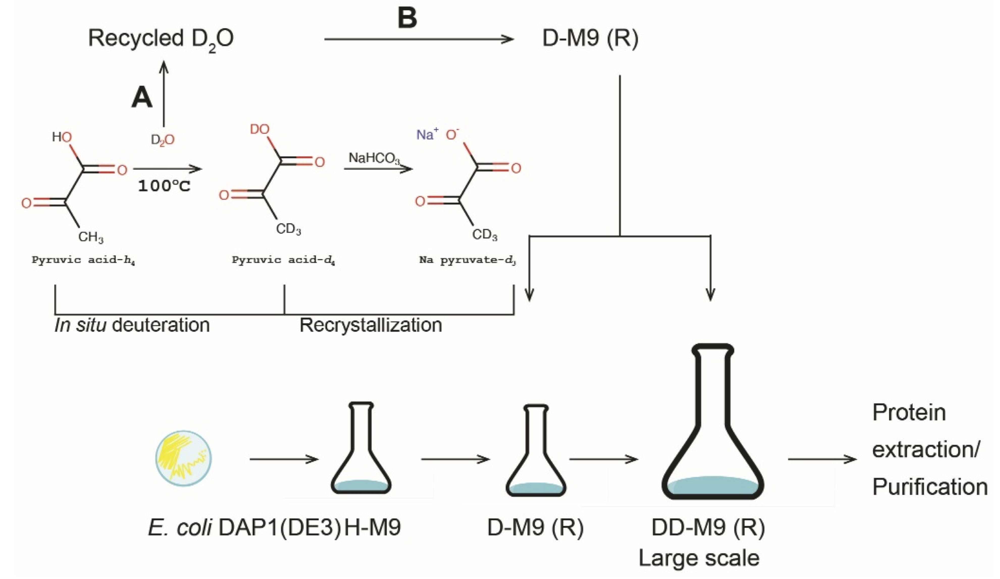 B
Recycled D2O
D-M9 (R)
A
HO
D2O
DO
Na+ O-
O
NaHCO3
O
O
100°C
O
O
O
CH3
CD3
CD3
Pyruvic acid-h4
Pyruvic acid-d4
Na pyruvate-d3
In situ deuteration
Recrystallization
Protein
extraction/
Purification
E. coli DAP1(DE3)
H-M9
D-M9 (R)
DD-M9 (R)
Large scale